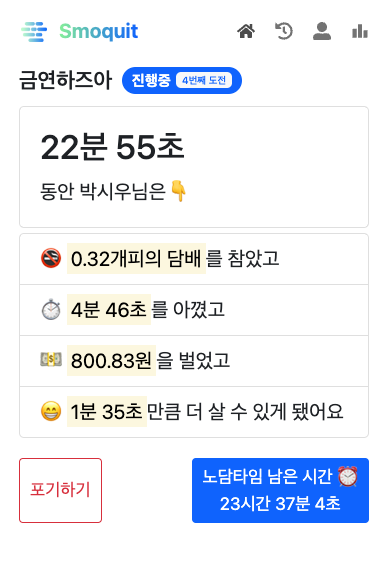 Smoquit
금연하즈아 진행중 4번째 도전
22분 55초
동안 박시우님은👇
🚭 0.32개피의 담배를 참았고
⏱ 4분 46초를 아꼈고
💵 800.83원을 벌었고
😁 1분 35초만큼 더 살 수 있게 됐어요
포기하기
노담타임 남은 시간 ⏰
23시간 37분 4초